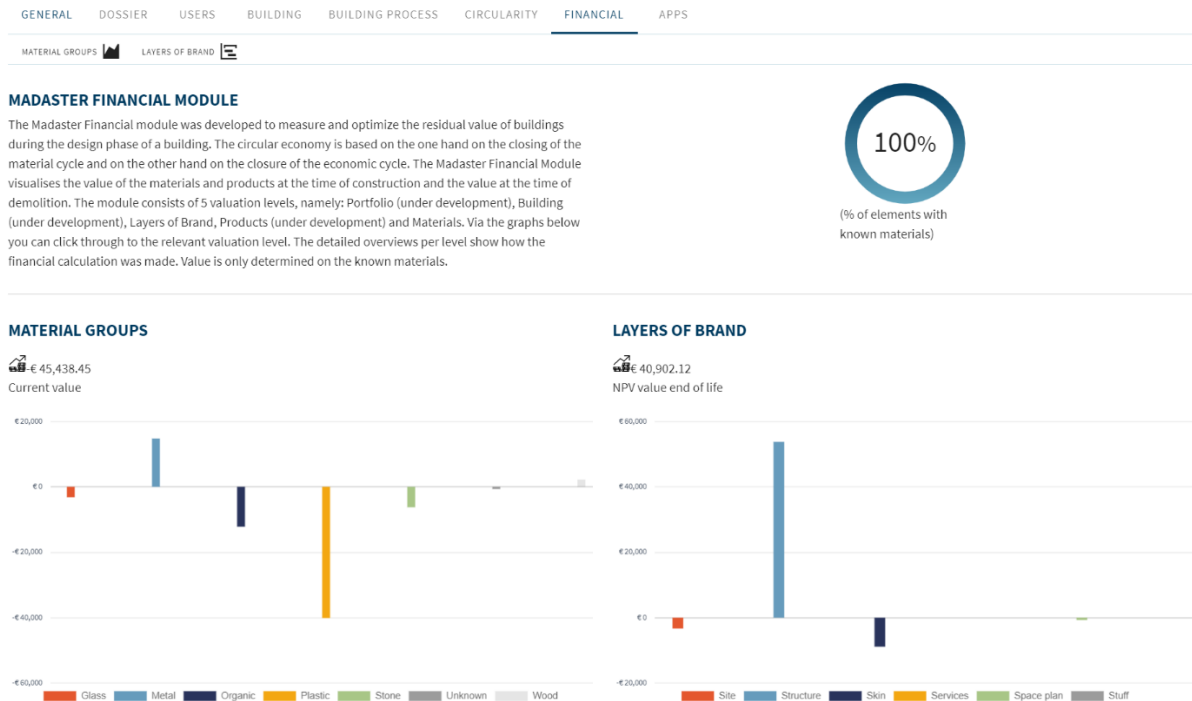 GENERAL DOSSIER USERS BUILDING BUILDING PROCESS CIRCULARITY FINANCIAL APPS
MATERIAL GROUPS LAYERS OF BRAND
MADASTER FINANCIAL MODULE
The Madaster Financial module was developed to measure and optimize the residual value of buildings
during the design phase of a building. The circular economy is based on the one hand on the closing of the
material cycle and on the other hand on the closure of the economic cycle. The Madaster Financial Module
visualises the value of the materials and products at the time of construction and the value at the time of
demolition. The module consists of 5 valuation levels, namely: Portfolio (under development), Building
(under development), Layers of Brand, Products (under development) and Materials. Via the graphs below
you can click through to the relevant valuation level. The detailed overviews per level show how the
financial calculation was made. Value is only determined on the known materials.
100%
(% of elements with
known materials)
MATERIAL GROUPS
-€ 45,438.45
Current value
€ 20,000
€ 0
-€ 20,000
-€ 40,000
-€ 60,000
Glass Metal Organic Plastic Stone Unknown Wood
LAYERS OF BRAND
€ 40,902.12
NPV value end of life
€ 60,000
€ 40,000
€ 20,000
€ 0
-€ 20,000
Site Structure Skin Services Space plan Stuff